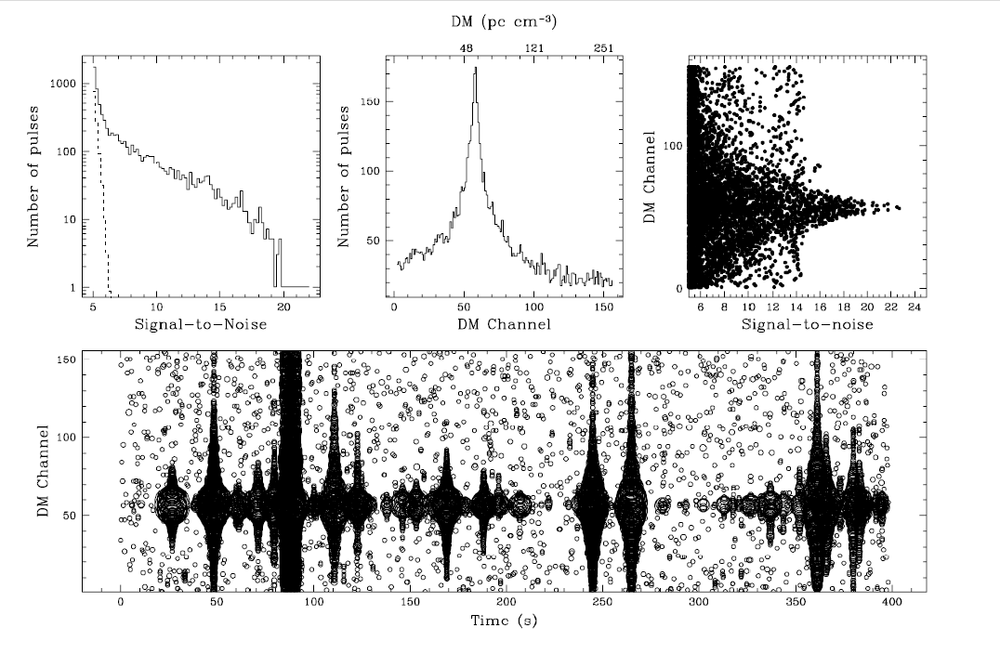 DM (pc cm⁻³)
48 121 251
Number of pulses
1000
100
10
1
5 10 15 20
Signal-to-Noise
Number of pulses
150
100
50
0 50 100 150
DM Channel
DM Channel
100
0
6 8 10 12 14 16 18 20 22 24
Signal-to-noise
DM Channel
150
100
50
0 50 100 150 200 250 300 350 400
Time (s)